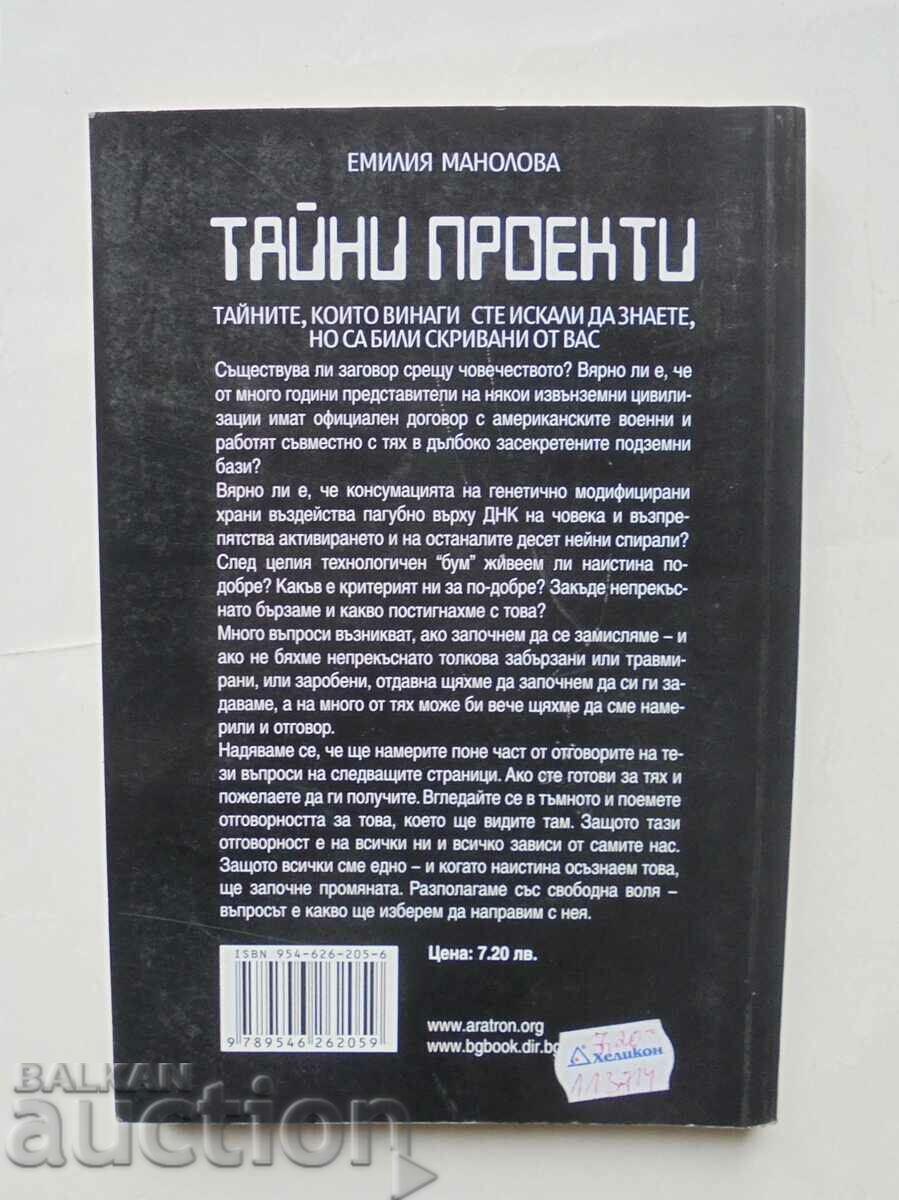 ЕМИЛИЯ МАНОЛОВА
ТАЙНИ ПРОЕКТИ
ТАЙНИТЕ, КОИТО ВИНАГИ СТЕ ИСКАЛИ ДА ЗНАЕТЕ,
НО СА БИЛИ СКРИВАНИ ОТ ВАС
Съществува ли заговор срещу човечеството? Вярно ли е, че
от много години представители на някои извънземни цивили-
зации имат официален договор с американските военни и
работят съвместно с тях в дълбоко засекретените подземни
бази?
Вярно ли е, че консумацията на генетично модифицирани
храни въздейства пагубно върху ДНК на човека и възпре-
пятства активирането и на останалите десет нейни спирали?
След целия технологичен “бум” живеем ли наистина по-
добре? Какъв е критерият ни за по-добре? Закъде непрекъс-
нато бързаме и какво постигнахме с това?
Много въпроси възникват, ако започнем да се замисляме – и
ако не бяхме непрекъснато толкова забързани или травми-
рани, или заробени, отдавна щяхме да започнем да си ги за-
даваме, а на много от тях може би вече щяхме да сме наме-
рили и отговор.
Надяваме се, че ще намерите поне част от отговорите на те-
зи въпроси на следващите страници. Ако сте готови за тях и
пожелаете да ги получите. Вгледайте се в тъмното и поемете
отговорността за това, което ще видите там. Защото тази
отговорност е на всички ни и всичко зависи от самите нас.
Защото всички сме едно – и когато наистина осъзнаем това,
ще започне промяната. Разполагаме със свободна воля –
въпросът е какво ще изберем да направим с нея.
ISBN 954-626-205-6
Цена: 7.20 лв.
9 789546 262059
www.aratron.org
www.bgbook.dir.bg
7,20
Хеликон
113714
BALKAN
auction